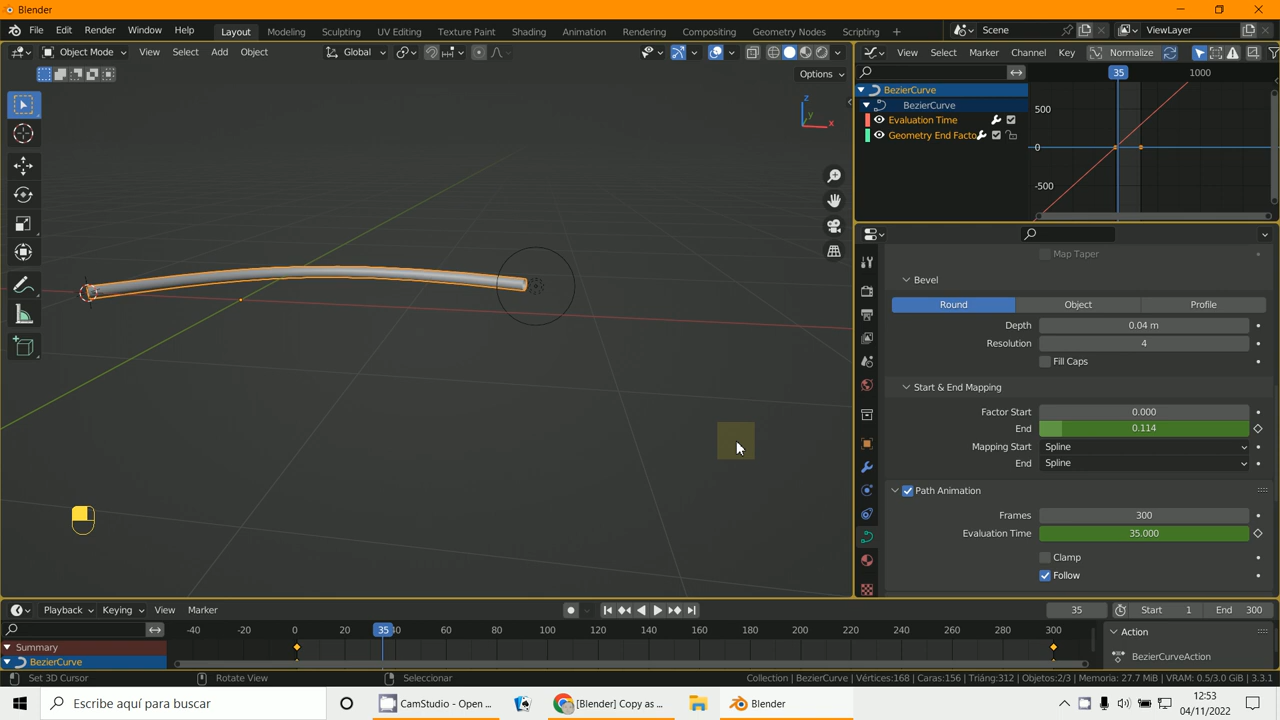 Blender
File Edit Render Window Help
Layout Modeling Sculpting UV Editing Texture Paint Shading Animation Rendering Compositing Geometry Nodes Scripting +
Scene ViewLayer
Object Mode View Select Add Object Global
View Select Marker Channel Key Normalize
Options
BezierCurve
BezierCurve
Evaluation Time
Geometry End Facto
35 1000
500
0
-500
Z
Y
X
Map Taper
Bevel
Round Object Profile
Depth 0.04 m
Resolution 4
Fill Caps
Start & End Mapping
Factor Start 0.000
End 0.114
Mapping Start Spline
End Spline
Path Animation
Frames 300
Evaluation Time 35.000
Clamp
Follow
Playback Keying View Marker
35 Start 1 End 300
-40 -20 0 20 35 40 60 80 100 120 140 160 180 200 220 240 260 280 300
Summary
BezierCurve
Action
BezierCurveAction
Set 3D Cursor Rotate View Seleccionar
Collection | BezierCurve | Vértices:168 | Caras:156 | Triáng:312 | Objetos:2/3 | Memoria: 27.7 MiB | VRAM: 0.5/3.0 GiB | 3.3.1
Escribe aquí para buscar
CamStudio - Open ...
[Blender] Copy as ...
Blender
12:53
04/11/2022